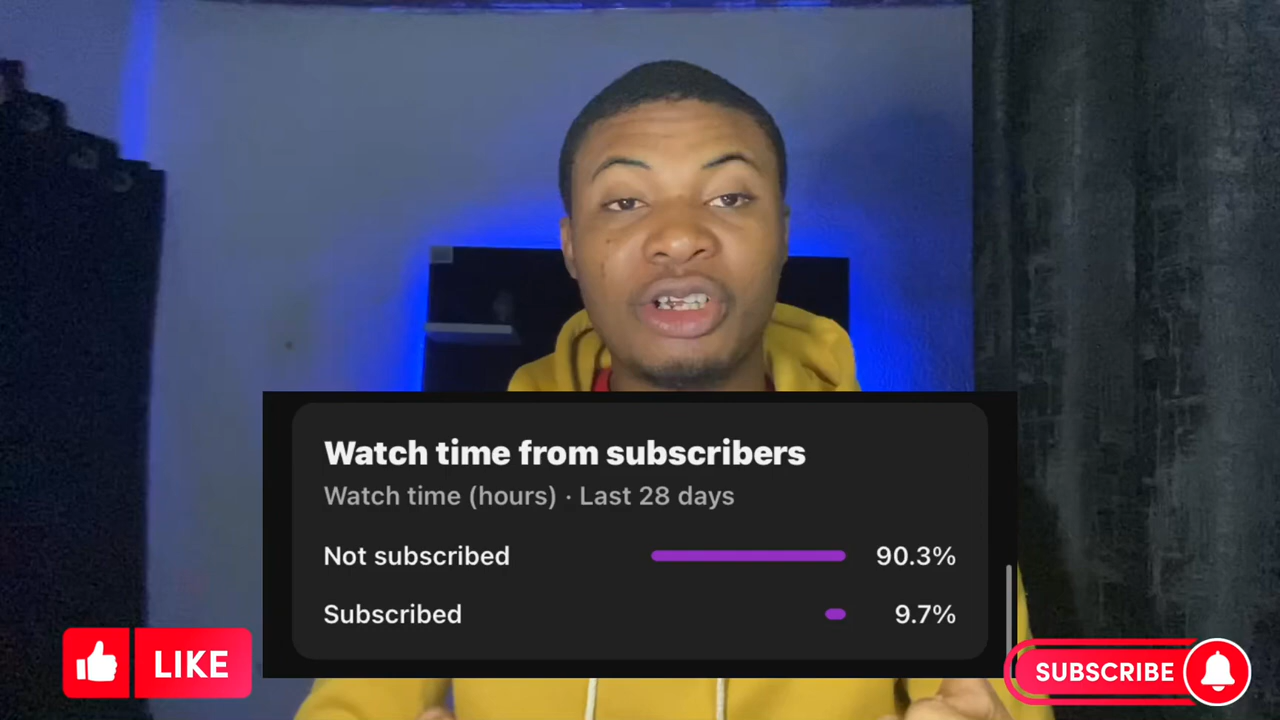 Watch time from subscribers
Watch time (hours) · Last 28 days
Not subscribed 90.3%
Subscribed 9.7%
LIKE
SUBSCRIBE